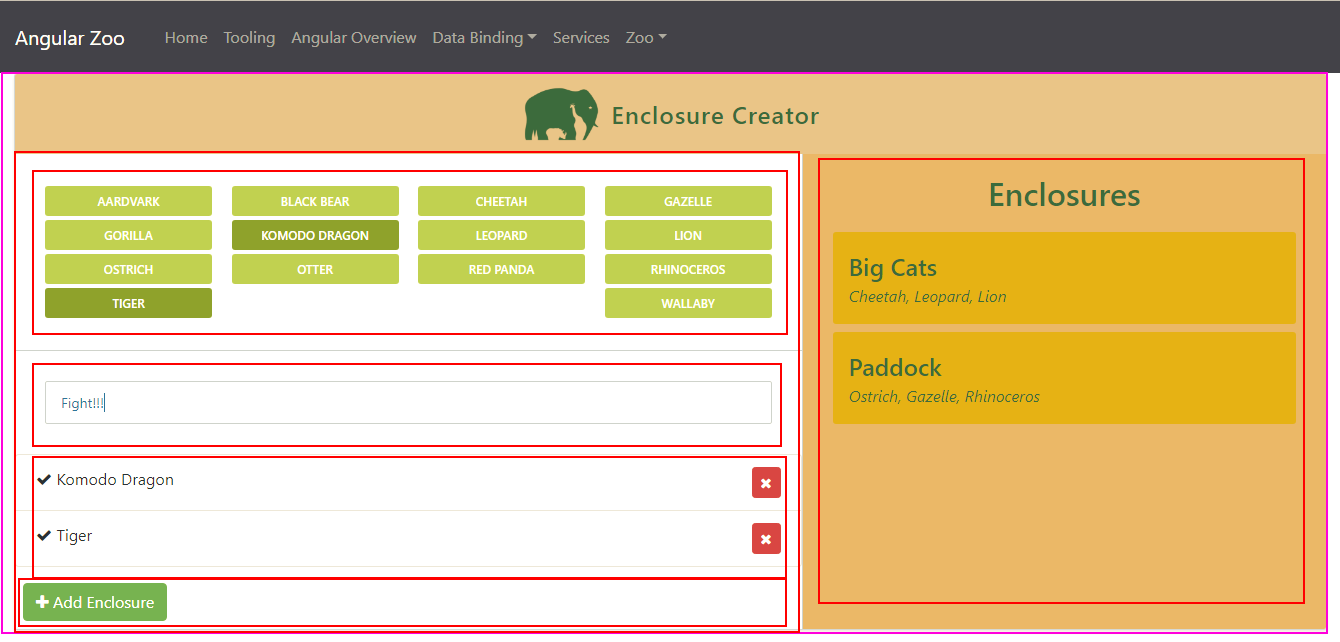 Angular Zoo Home Tooling Angular Overview Data Binding Services Zoo
Enclosure Creator
AARDVARK BLACK BEAR CHEETAH GAZELLE
GORILLA KOMODO DRAGON LEOPARD LION
OSTRICH OTTER RED PANDA RHINOCEROS
TIGER WALLABY
Fight!!!
Komodo Dragon
Tiger
Add Enclosure
Enclosures
Big Cats
Cheetah, Leopard, Lion
Paddock
Ostrich, Gazelle, Rhinoceros